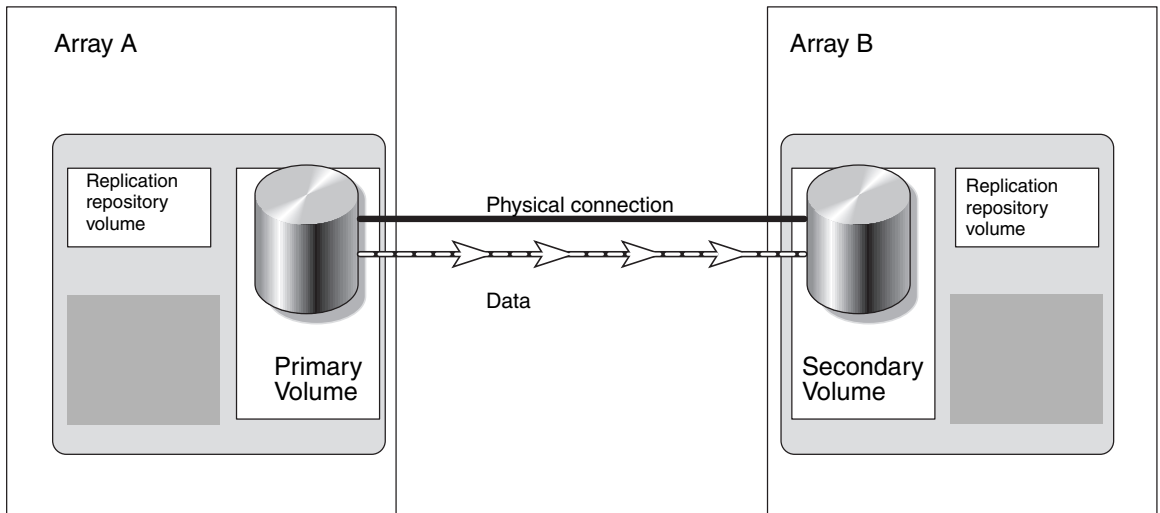 Array A
Array B
Replication
repository
volume
Physical connection
Replication
repository
volume
Data
Primary
Volume
Secondary
Volume